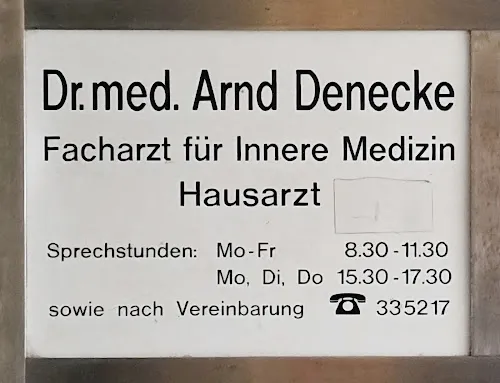 Dr.med. Arnd Denecke
Facharzt für Innere Medizin
Hausarzt
Sprechstunden: Mo-Fr 8.30-11.30
Mo, Di, Do 15.30-17.30
sowie nach Vereinbarung ☎ 335217